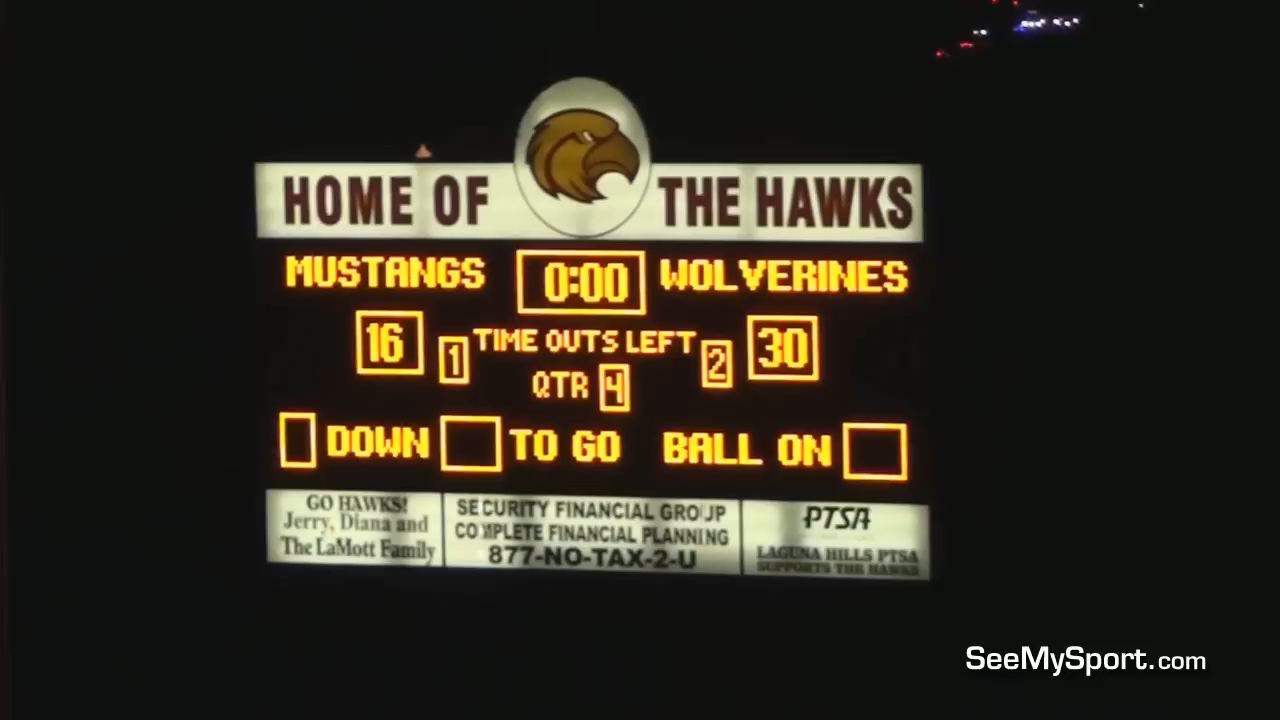 HOME OF THE HAWKS
MUSTANGS 0:00 WOLVERINES
16 1 TIME OUTS LEFT 2 30
QTR 4
DOWN TO GO BALL ON
GO HAWKS!
Jerry, Diana and
The LaMott Family
SECURITY FINANCIAL GROUP
COMPLETE FINANCIAL PLANNING
877-NO-TAX-2-U
PTSA
LAGUNA HILLS PTSA
SUPPORTS THE HAWKS
SeeMySport.com